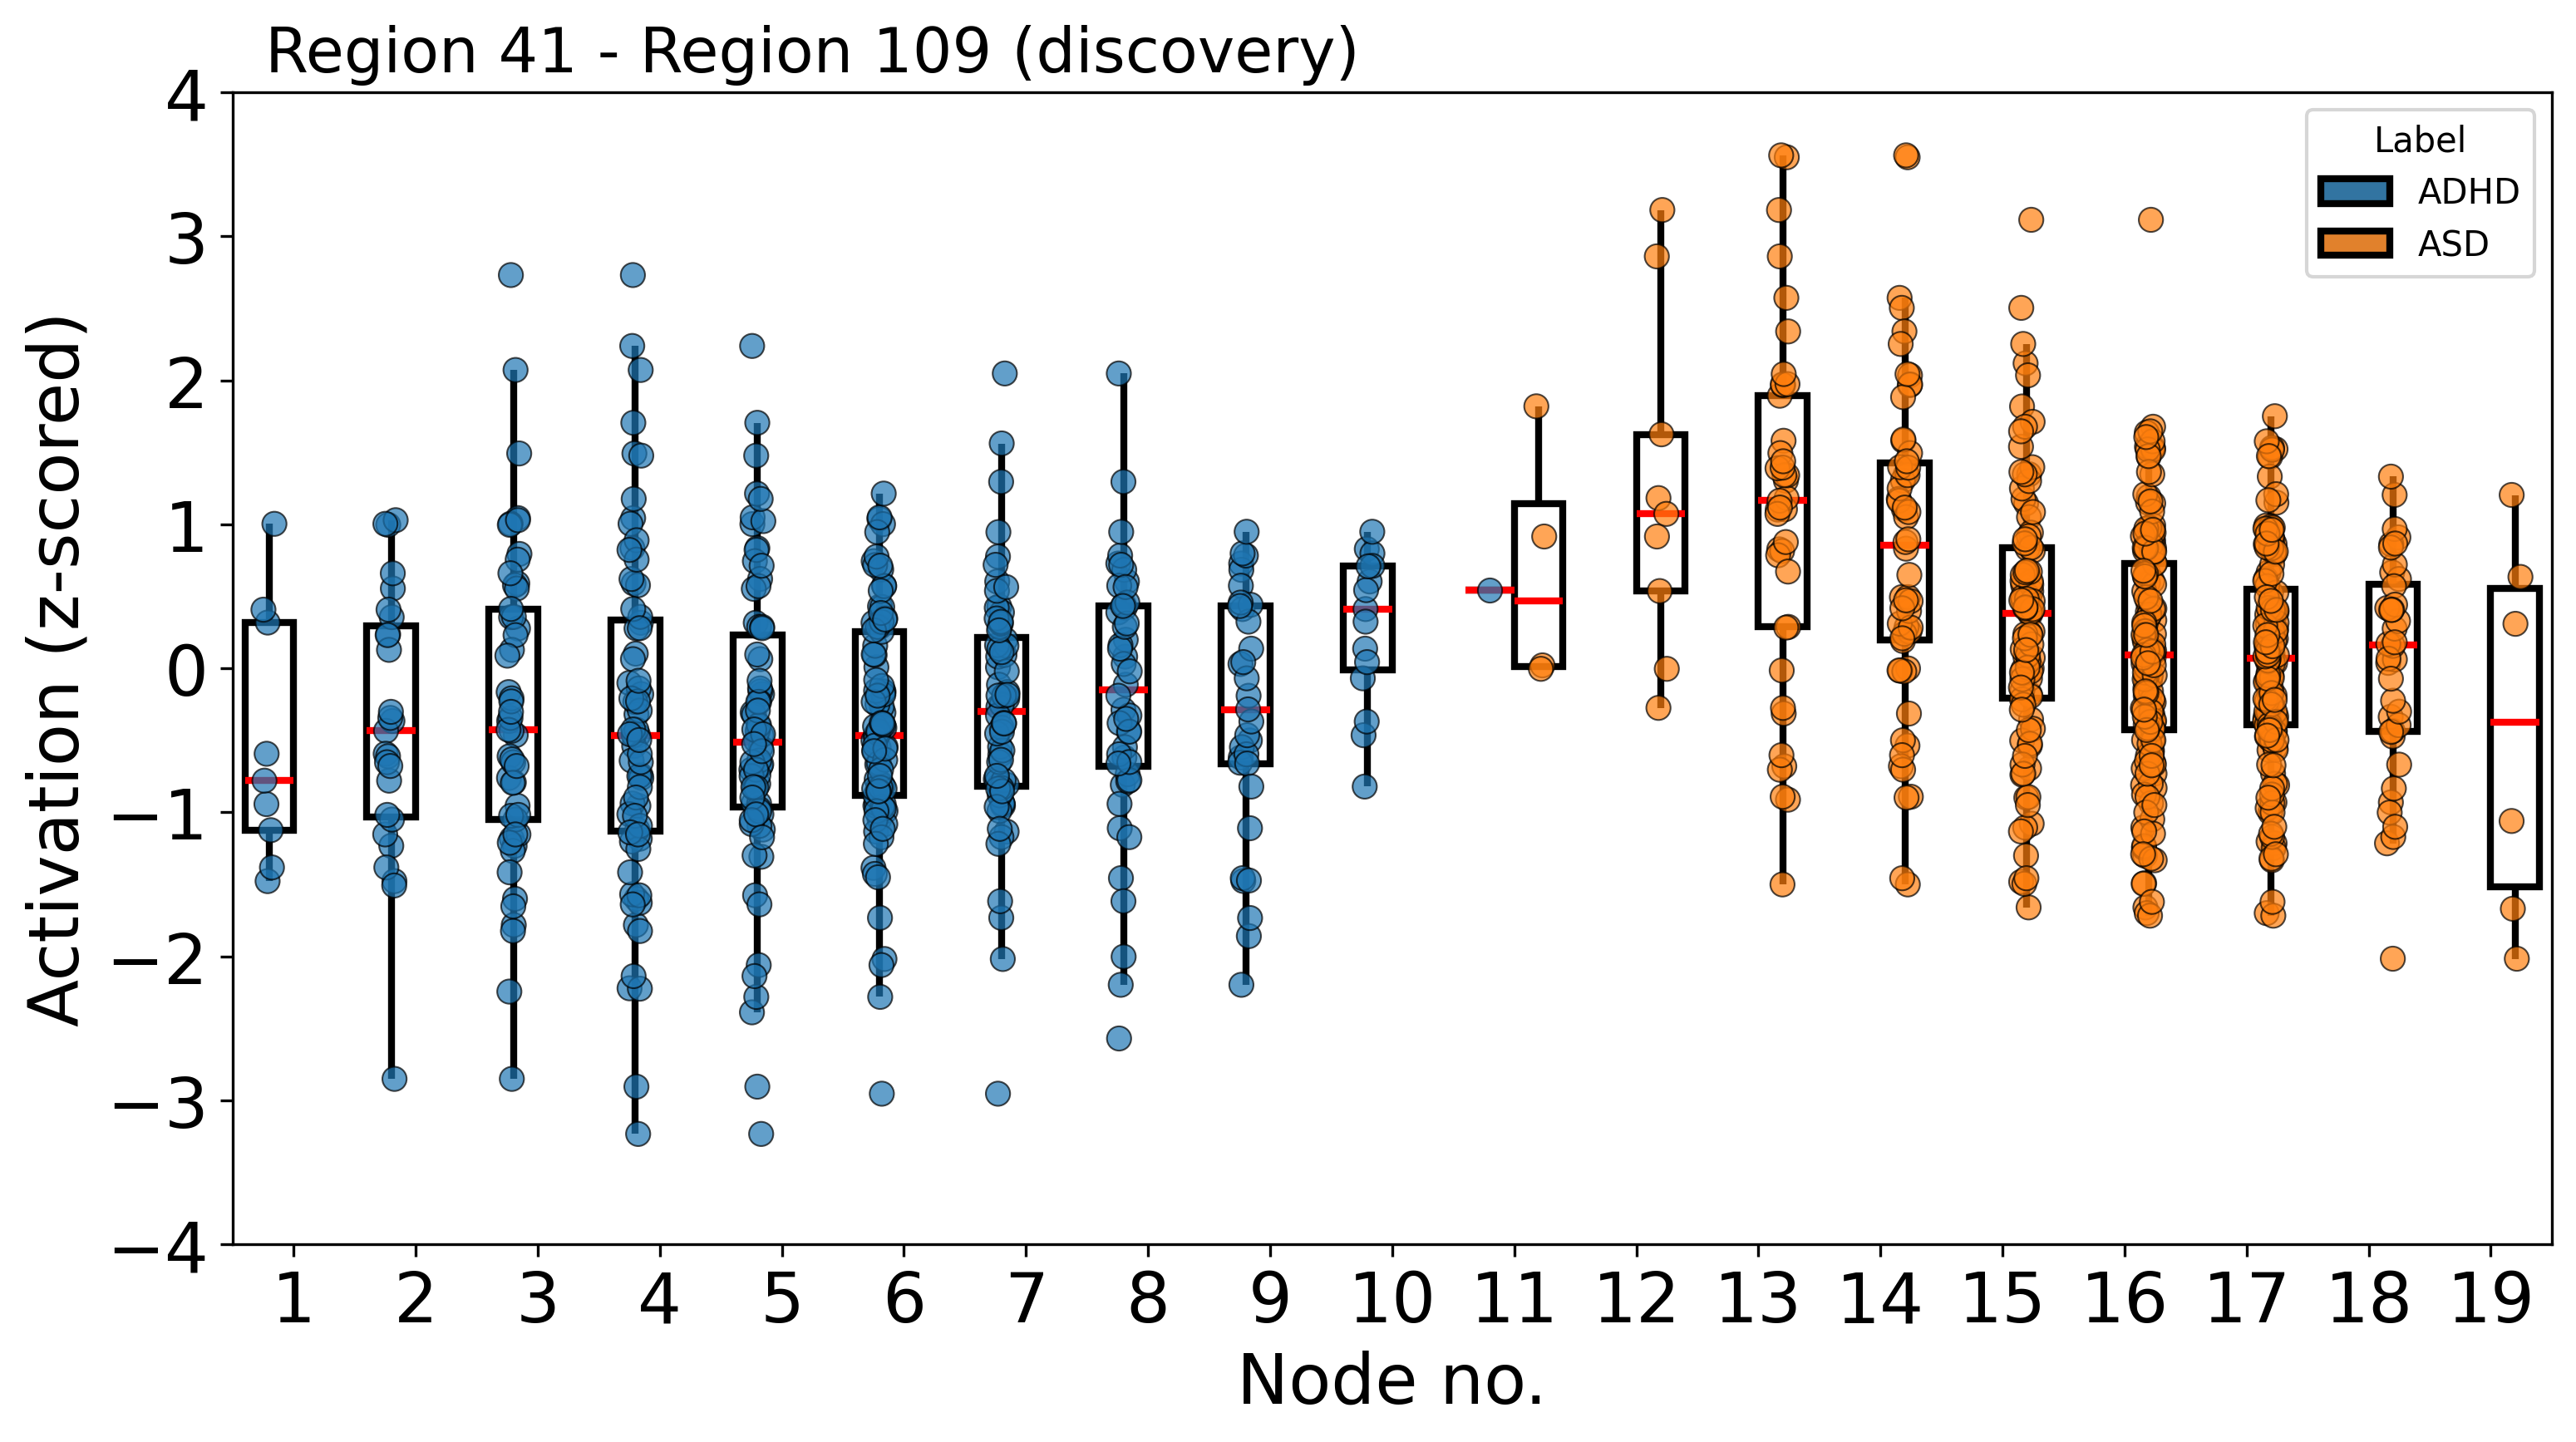 Region 41 - Region 109 (discovery)
Label
ADHD
ASD
Activation (z-scored)
4
3
2
1
0
−1
−2
−3
−4
1 2 3 4 5 6 7 8 9 10 11 12 13 14 15 16 17 18 19
Node no.